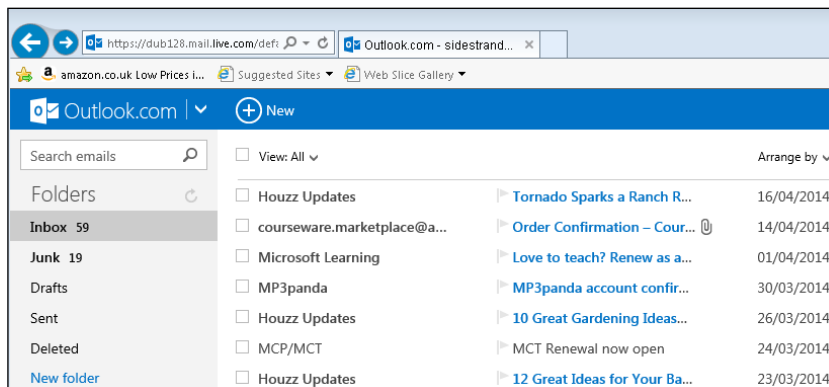 https://dub128.mail.live.com/defa
Outlook.com - sidestrand...
amazon.co.uk Low Prices i... Suggested Sites Web Slice Gallery
Outlook.com New
Search emails View: All Arrange by
Folders Houzz Updates Tornado Sparks a Ranch R... 16/04/2014
Inbox 59 courseware.marketplace@a... Order Confirmation – Cour... 14/04/2014
Junk 19 Microsoft Learning Love to teach? Renew as a... 01/04/2014
Drafts MP3panda MP3panda account confir... 30/03/2014
Sent Houzz Updates 10 Great Gardening Ideas... 26/03/2014
Deleted MCP/MCT MCT Renewal now open 24/03/2014
New folder Houzz Updates 12 Great Ideas for Your Ba... 23/03/2014